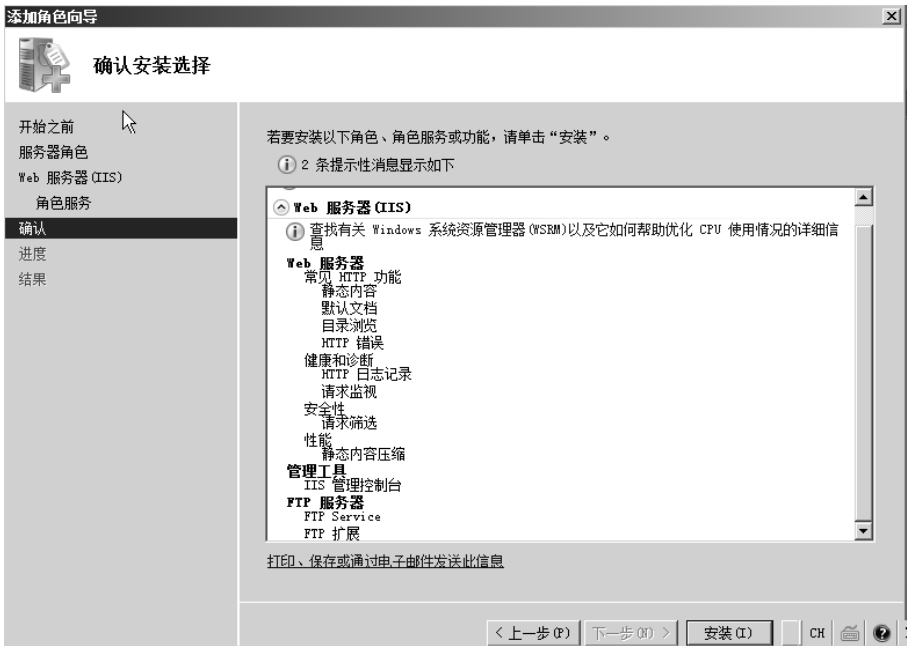 添加角色向导
确认安装选择
开始之前
服务器角色
Web 服务器(IIS)
角色服务
确认
进度
结果
若要安装以下角色、角色服务或功能，请单击“安装”。
2 条提示性消息显示如下
Web 服务器(IIS)
查找有关 Windows 系统资源管理器(WSRM)以及它如何帮助优化 CPU 使用情况的详细信
息
Web 服务器
常见 HTTP 功能
静态内容
默认文档
目录浏览
HTTP 错误
健康和诊断
HTTP 日志记录
请求监视
安全性
请求筛选
性能
静态内容压缩
管理工具
IIS 管理控制台
FTP 服务器
FTP Service
FTP 扩展
打印、保存或通过电子邮件发送此信息
< 上一步(P) 下一步(N) > 安装(I) CH